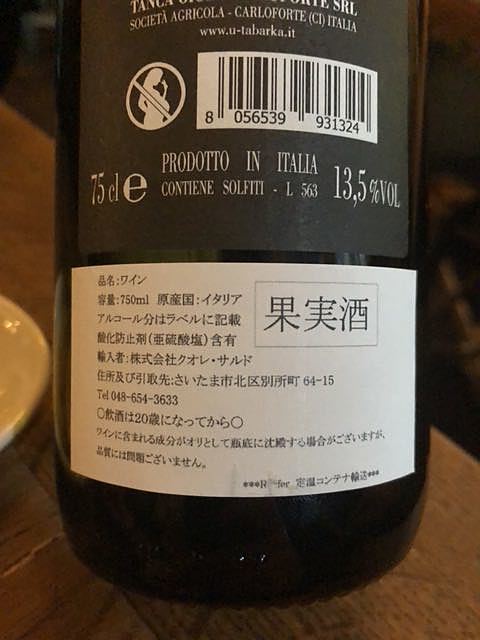 SOCIETÀ AGRICOLA - CARLOFORTE (CI) ITALIA
www.u-tabarka.it
8 056539 931324
75 cl e PRODOTTO IN ITALIA 13,5%VOL
CONTIENE SOLFITI - L 563
品名:ワイン
容量:750ml 原産国:イタリア
アルコール分はラベルに記載
酸化防止剤(亜硫酸塩)含有
果実酒
輸入者:株式会社クオレ・サルド
住所及び引取先:さいたま市北区別所町 64-15
Tel 048-654-3633
○飲酒は20歳になってから○
ワインに含まれる成分がオリとして瓶底に沈殿する場合がございますが、
品質には問題ございません。
定温コンテナ輸送***